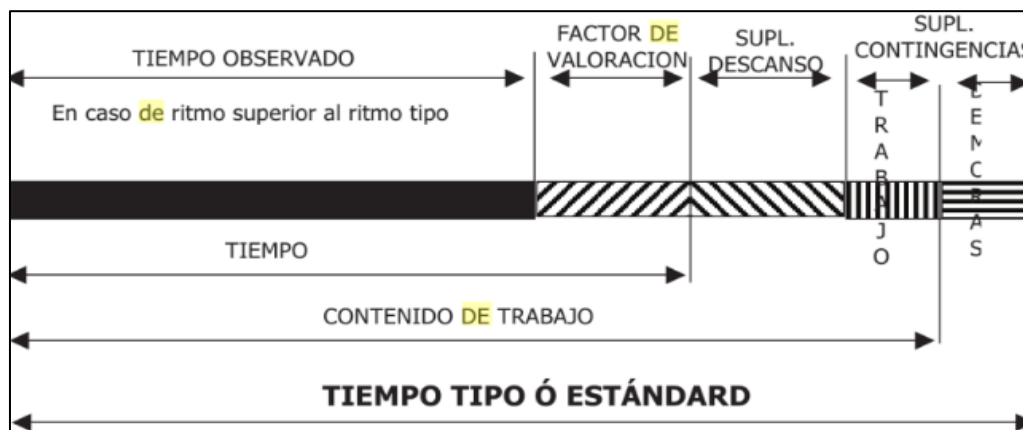 TIEMPO OBSERVADO
FACTOR DE
VALORACION
SUPL.
DESCANSO
SUPL.
CONTINGENCIAS
En caso de ritmo superior al ritmo tipo
TRABAJO
TIEMPO
CONTENIDO DE TRABAJO
TIEMPO TIPO Ó ESTÁNDARD